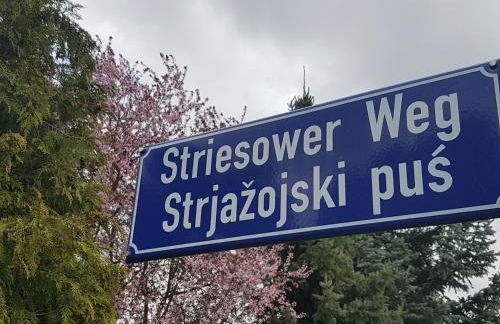 Striesower Weg
Strjažojski puś